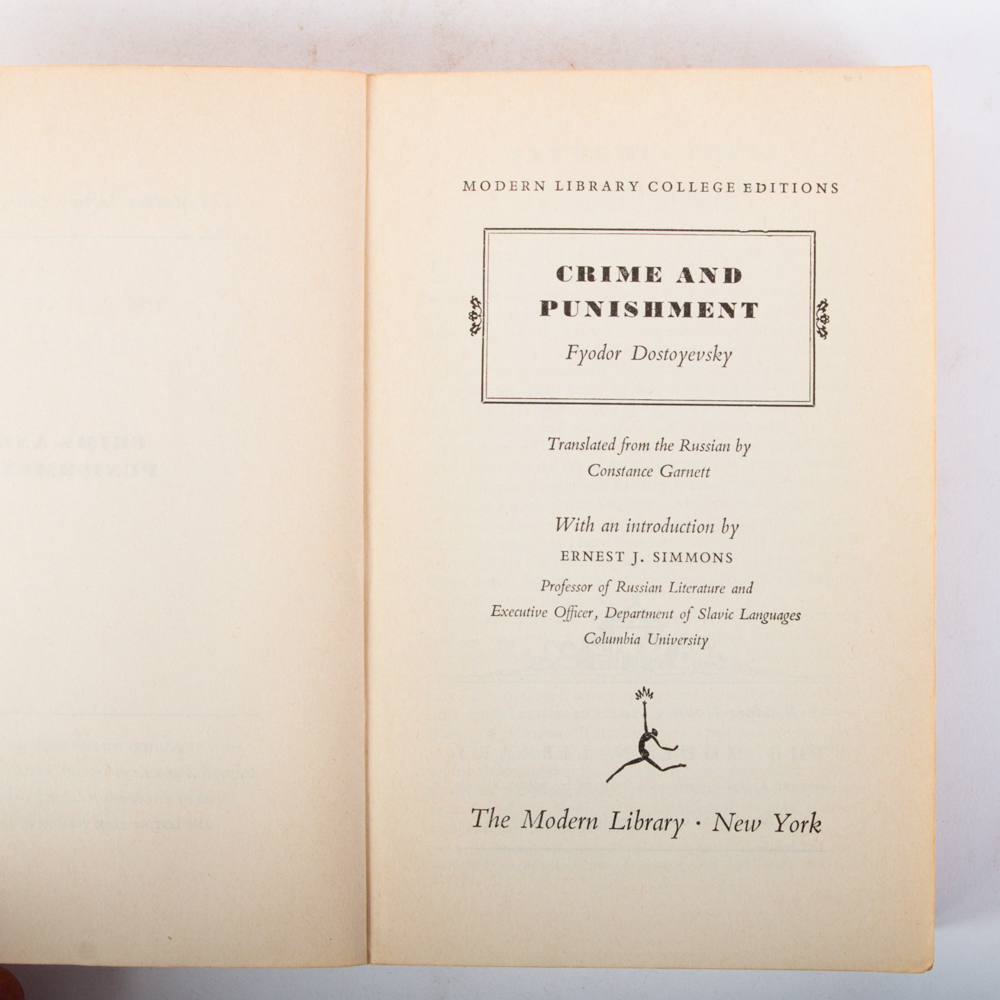 MODERN LIBRARY COLLEGE EDITIONS
CRIME AND
PUNISHMENT
Fyodor Dostoyevsky
Translated from the Russian by
Constance Garnett
With an introduction by
ERNEST J. SIMMONS
Professor of Russian Literature and
Executive Officer, Department of Slavic Languages
Columbia University
The Modern Library · New York